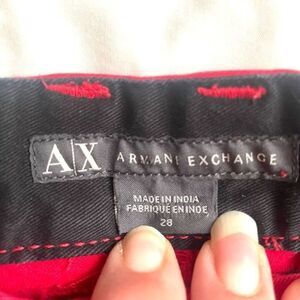 A|X ARMANI EXCHANGE
MADE IN INDIA
FABRIQUE EN INDE
28